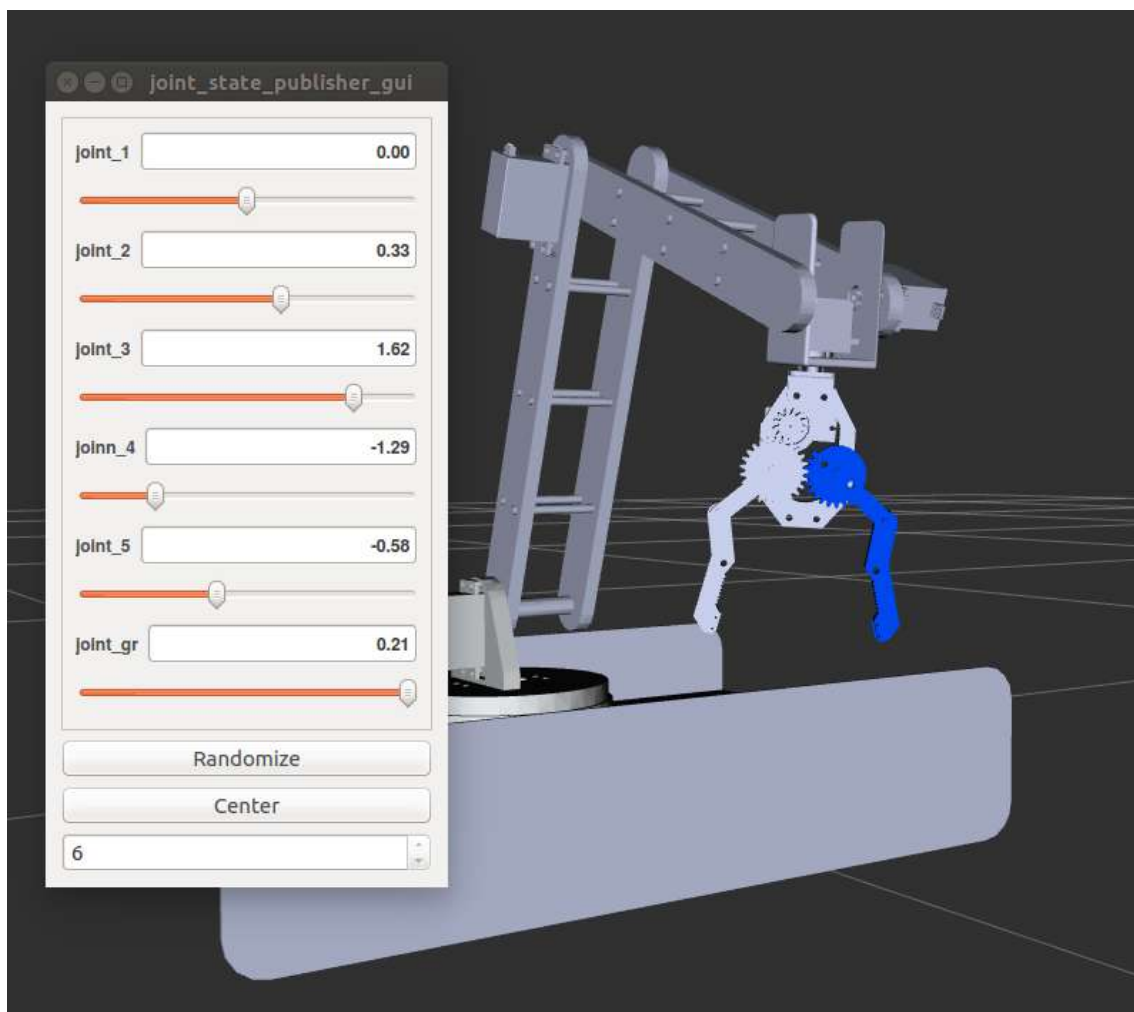 joint_state_publisher_gui
joint_1 0.00
joint_2 0.33
joint_3 1.62
joinn_4 -1.29
joint_5 -0.58
joint_gr 0.21
Randomize
Center
6